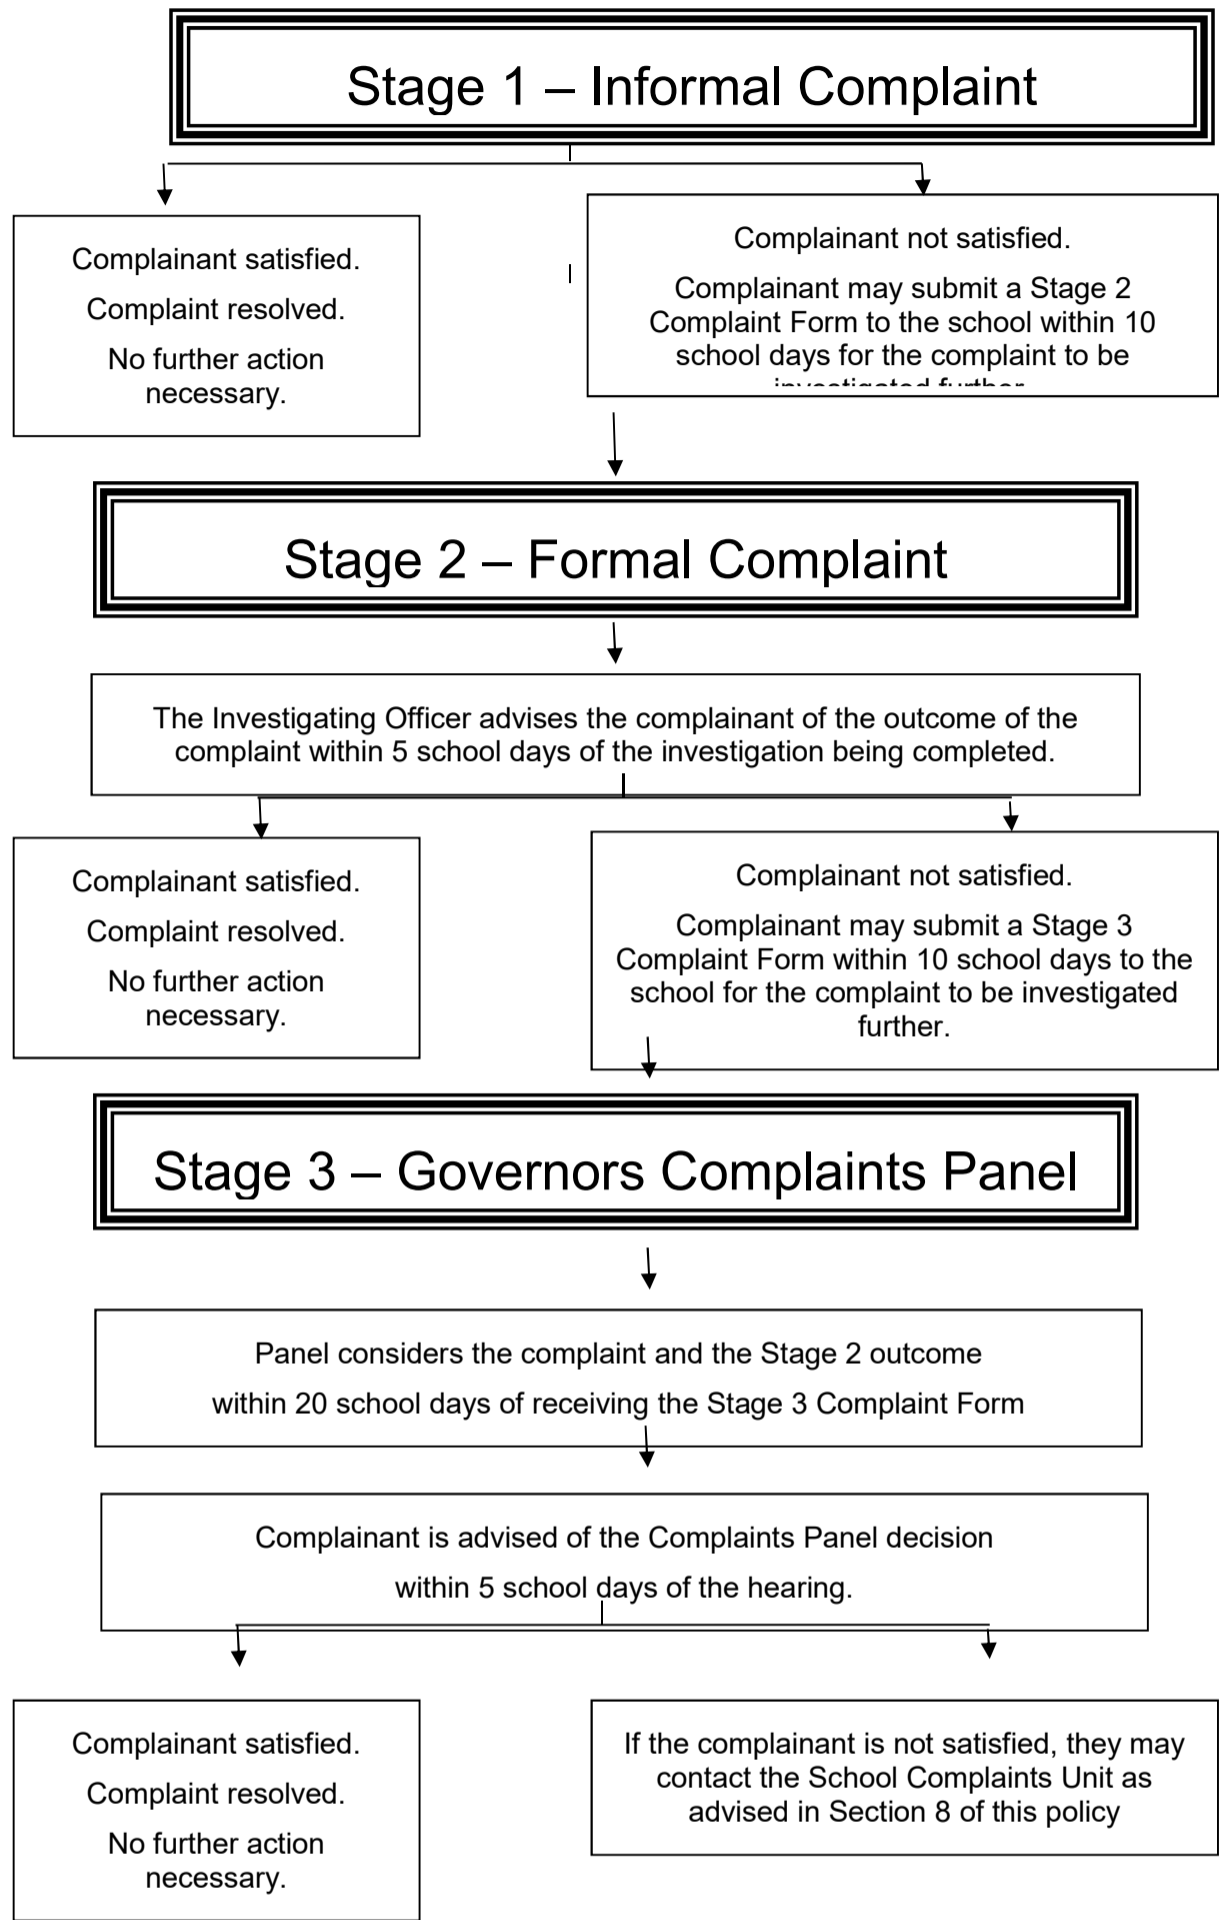 Stage 1 – Informal Complaint
Complainant satisfied.
Complaint resolved.
No further action
necessary.
Complainant not satisfied.
Complainant may submit a Stage 2
Complaint Form to the school within 10
school days for the complaint to be
investigated further.
Stage 2 – Formal Complaint
The Investigating Officer advises the complainant of the outcome of the
complaint within 5 school days of the investigation being completed.
Complainant satisfied.
Complaint resolved.
No further action
necessary.
Complainant not satisfied.
Complainant may submit a Stage 3
Complaint Form within 10 school days to the
school for the complaint to be investigated
further.
Stage 3 – Governors Complaints Panel
Panel considers the complaint and the Stage 2 outcome
within 20 school days of receiving the Stage 3 Complaint Form
Complainant is advised of the Complaints Panel decision
within 5 school days of the hearing.
Complainant satisfied.
Complaint resolved.
No further action
necessary.
If the complainant is not satisfied, they may
contact the School Complaints Unit as
advised in Section 8 of this policy